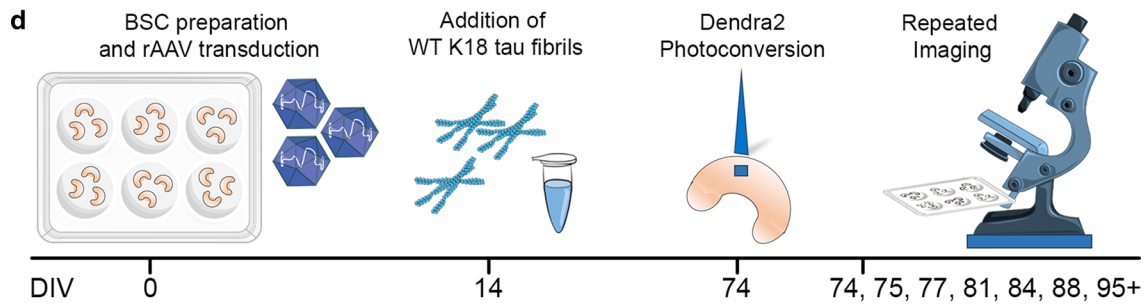 d
BSC preparation
and rAAV transduction
Addition of
WT K18 tau fibrils
Dendra2
Photoconversion
Repeated
Imaging
DIV 0 14 74 74, 75, 77, 81, 84, 88, 95+